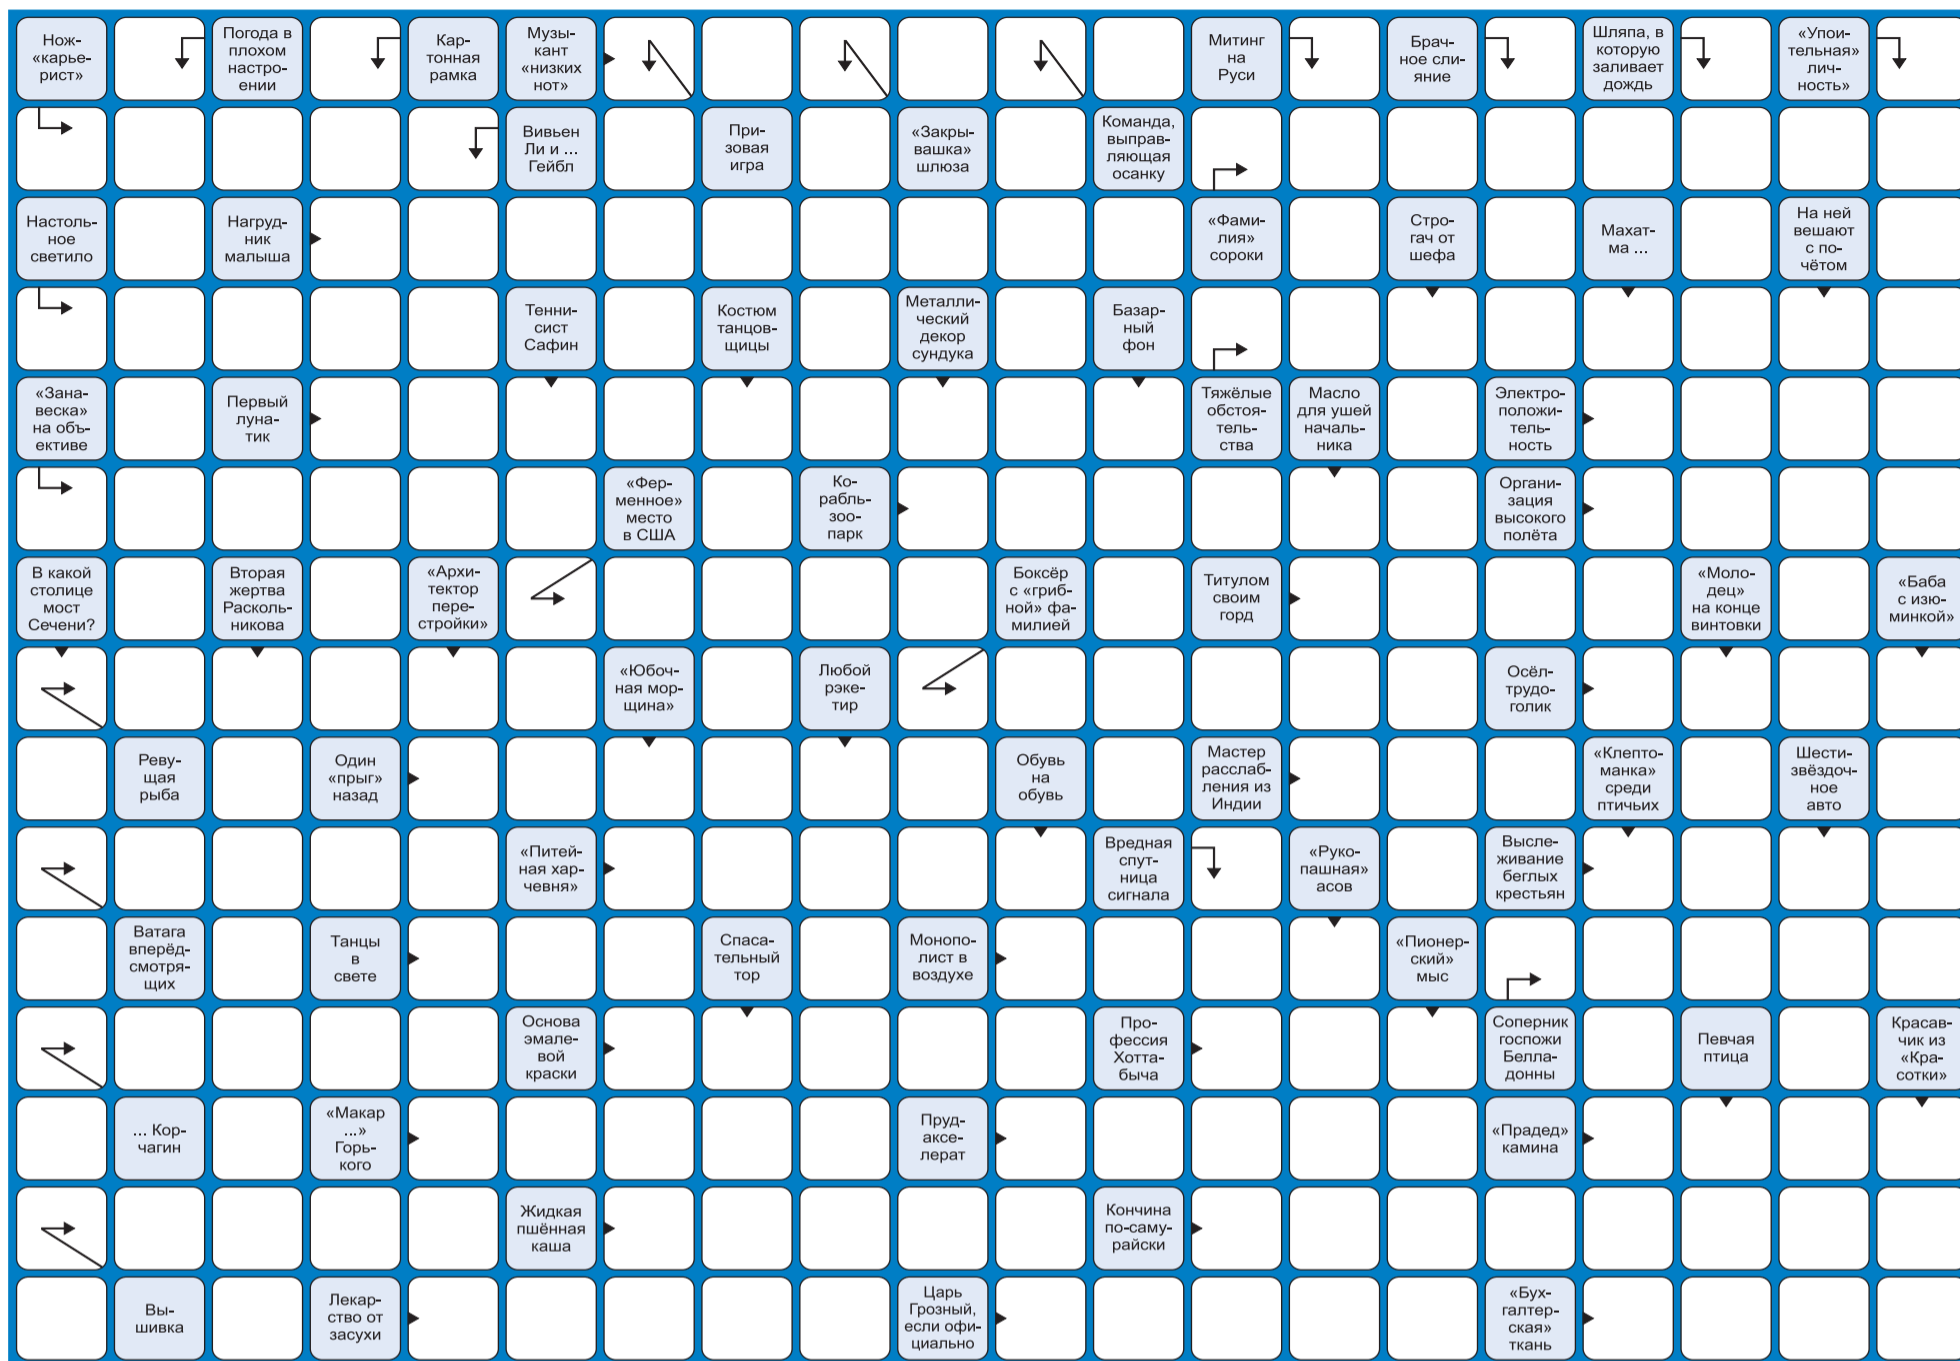 Нож-
«карье-
рист»
Погода в
плохом
настро-
ении
Кар-
тонная
рамка
Музы-
кант
«низких
нот»
Митинг
на
Руси
Брач-
ное сли-
яние
Шляпа, в
которую
заливает
дождь
«Упои-
тельная»
лич-
ность»
Вивьен
Ли и ...
Гейбл
При-
зовая
игра
«Закры-
вашка»
шлюза
Команда,
выправ-
ляющая
осанку
Настоль-
ное
светило
Нагруд-
ник
малыша
«Фами-
лия»
сороки
Стро-
гач от
шефа
Махат-
ма ...
На ней
вешают
с по-
чётом
Тенни-
сист
Сафин
Костюм
танцов-
щицы
Металли-
ческий
декор
сундука
Базар-
ный
фон
«Зана-
веска»
на объ-
ективе
Первый
луна-
тик
Тяжёлые
обстоя-
тель-
ства
Масло
для ушей
началь-
ника
Электро-
положи-
тель-
ность
«Фер-
менное»
место
в США
Ко-
рабль-
зоо-
парк
Органи-
зация
высокого
полёта
В какой
столице
мост
Сечени?
Вторая
жертва
Расколь-
никова
«Архи-
тектор
пере-
стройки»
Боксёр
с «гриб-
ной» фа-
милией
Титулом
своим
горд
«Моло-
дец»
на конце
винтовки
«Баба
с изю-
минкой»
«Юбоч-
ная мор-
щина»
Любой
рэке-
тир
Осёл-
трудо-
голик
Реву-
щая
рыба
Один
«прыг»
назад
Обувь
на
обувь
Мастер
расслаб-
ления из
Индии
«Клепто-
манка»
среди
птичьих
Шести-
звёздоч-
ное
авто
«Питей-
ная хар-
чевня»
Вредная
спут-
ница
сигнала
«Руко-
пашная»
асов
Высле-
живание
беглых
крестьян
Ватага
вперёд-
смотря-
щих
Танцы
в
свете
Спаса-
тельный
тор
Монопо-
лист в
воздухе
«Пионер-
ский»
мыс
Основа
эмале-
вой
краски
Про-
фессия
Хотта-
быча
Соперник
госпожи
Белла-
донны
Певчая
птица
Красав-
чик из
«Кра-
сотки»
... Кор-
чагин
«Макар
...»
Горь-
кого
Пруд-
аксе-
лерат
«Прадед»
камина
Жидкая
пшённая
каша
Кончина
по-саму-
райски
Вы-
шивка
Лекар-
ство от
засухи
Царь
Грозный,
если офи-
циально
«Бух-
галтер-
ская»
ткань